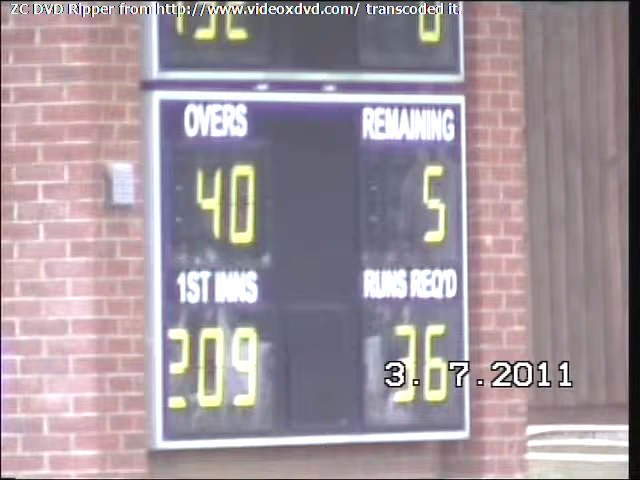 ZC DVD Ripper from http://www.videoxdvd.com/ transcoded it.
OVERS REMAINING
40 5
1ST INNS RUNS REQ'D
209 36
3. 7.2011